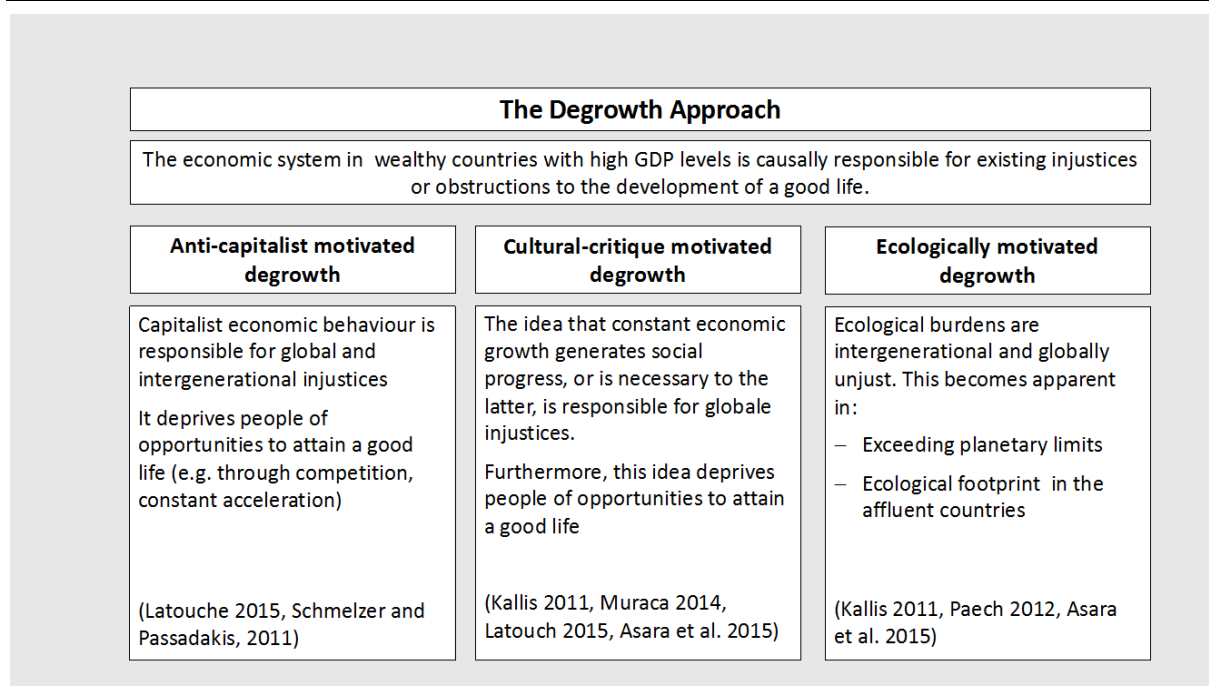 The Degrowth Approach
The economic system in wealthy countries with high GDP levels is causally responsible for existing injustices
or obstructions to the development of a good life.
Anti-capitalist motivated
degrowth
Capitalist economic behaviour is
responsible for global and
intergenerational injustices
It deprives people of
opportunities to attain a good
life (e.g. through competition,
constant acceleration)
(Latouche 2015, Schmelzer and
Passadakis, 2011)
Cultural-critique motivated
degrowth
The idea that constant economic
growth generates social
progress, or is necessary to the
latter, is responsible for globale
injustices.
Furthermore, this idea deprives
people of opportunities to attain
a good life
(Kallis 2011, Muraca 2014,
Latouch 2015, Asara et al. 2015)
Ecologically motivated
degrowth
Ecological burdens are
intergenerational and globally
unjust. This becomes apparent
in:
– Exceeding planetary limits
– Ecological footprint in the
affluent countries
(Kallis 2011, Paech 2012, Asara
et al. 2015)